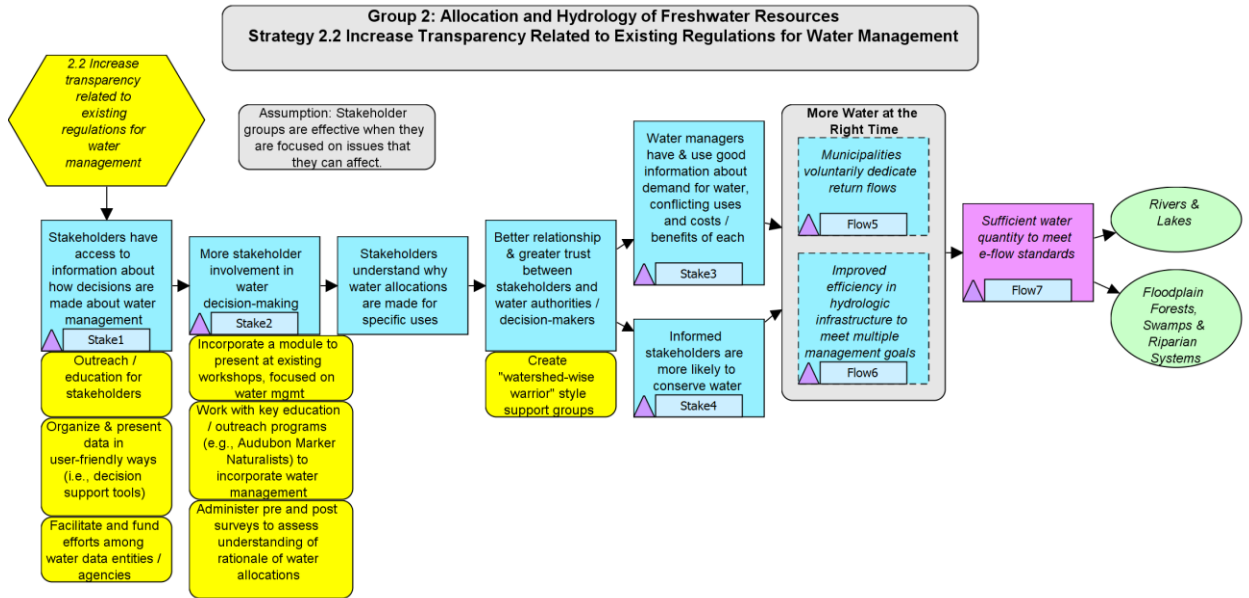 Group 2: Allocation and Hydrology of Freshwater Resources
Strategy 2.2 Increase Transparency Related to Existing Regulations for Water Management
2.2 Increase
transparency
related to
existing
regulations for
water
management
Assumption: Stakeholder
groups are effective when they
are focused on issues that
they can affect.
Stakeholders have
access to
information about
how decisions are
made about water
management
Stake1
Outreach /
education for
stakeholders
Organize & present
data in
user-friendly ways
(i.e., decision
support tools)
Facilitate and fund
efforts among
water data entities /
agencies
More stakeholder
involvement in
water
decision-making
Stake2
Incorporate a module to
present at existing
workshops, focused on
water mgmt
Work with key education
/ outreach programs
(e.g., Audubon Marker
Naturalists) to
incorporate water
management
Administer pre and post
surveys to assess
understanding of
rationale of water
allocations
Stakeholders
understand why
water allocations
are made for
specific uses
Better relationship
& greater trust
between
stakeholders and
water authorities /
decision-makers
Create
"watershed-wise
warrior" style
support groups
Water managers
have & use good
information about
demand for water,
conflicting uses
and costs /
benefits of each
Stake3
Informed
stakeholders are
more likely to
conserve water
Stake4
More Water at the
Right Time
Municipalities
voluntarily dedicate
return flows
Flow5
Improved
efficiency in
hydrologic
infrastructure to
meet multiple
management goals
Flow6
Sufficient water
quantity to meet
e-flow standards
Flow7
Rivers &
Lakes
Floodplain
Forests,
Swamps &
Riparian
Systems